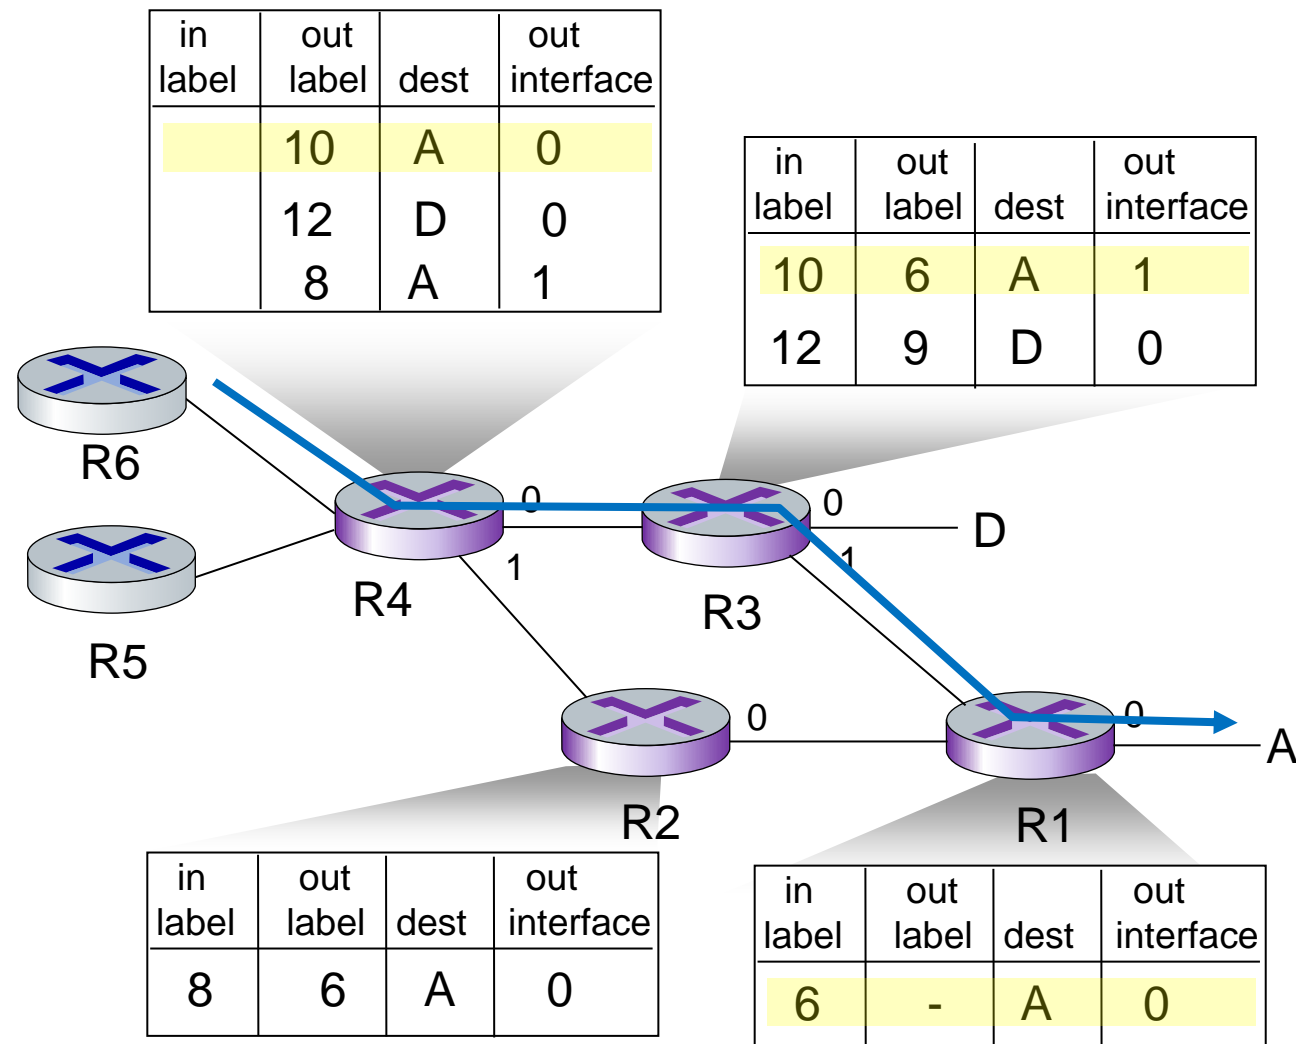 in out out
label label dest interface
10 A 0
12 D 0
8 A 1
in out out
label label dest interface
10 6 A 1
12 9 D 0
R6
0
0
D
1
1
R4
R3
R5
0
0
A
R2
R1
in out out
label label dest interface
8 6 A 0
in out out
label label dest interface
6 - A 0